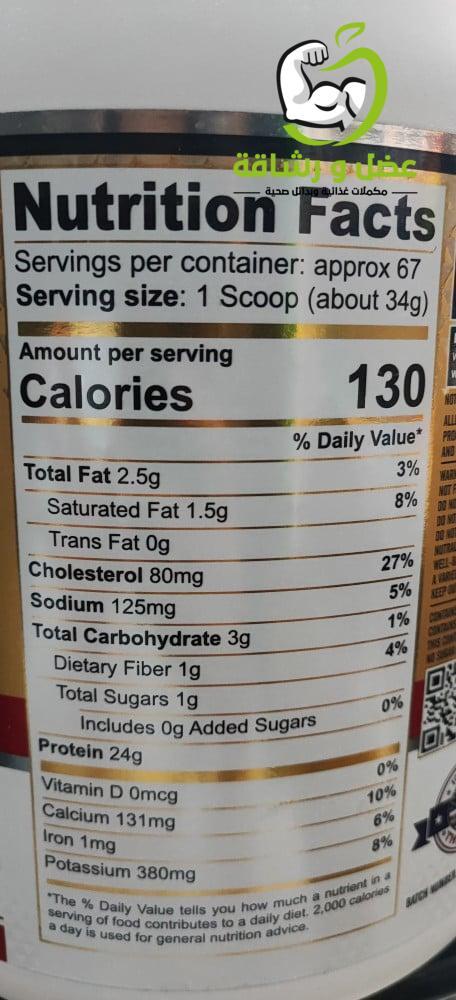 عضل و رشاقة
مكملات غذائية وبدائل صحية
Nutrition Facts
Servings per container: approx 67
Serving size: 1 Scoop (about 34g)
Amount per serving
Calories 130
% Daily Value*
Total Fat 2.5g 3%
Saturated Fat 1.5g 8%
Trans Fat 0g
Cholesterol 80mg 27%
Sodium 125mg 5%
Total Carbohydrate 3g 1%
Dietary Fiber 1g 4%
Total Sugars 1g
Includes 0g Added Sugars 0%
Protein 24g
Vitamin D 0mcg 0%
Calcium 131mg 10%
Iron 1mg 6%
Potassium 380mg 8%
*The % Daily Value tells you how much a nutrient in a
serving of food contributes to a daily diet. 2,000 calories
a day is used for general nutrition advice.
BATCH NUMBER